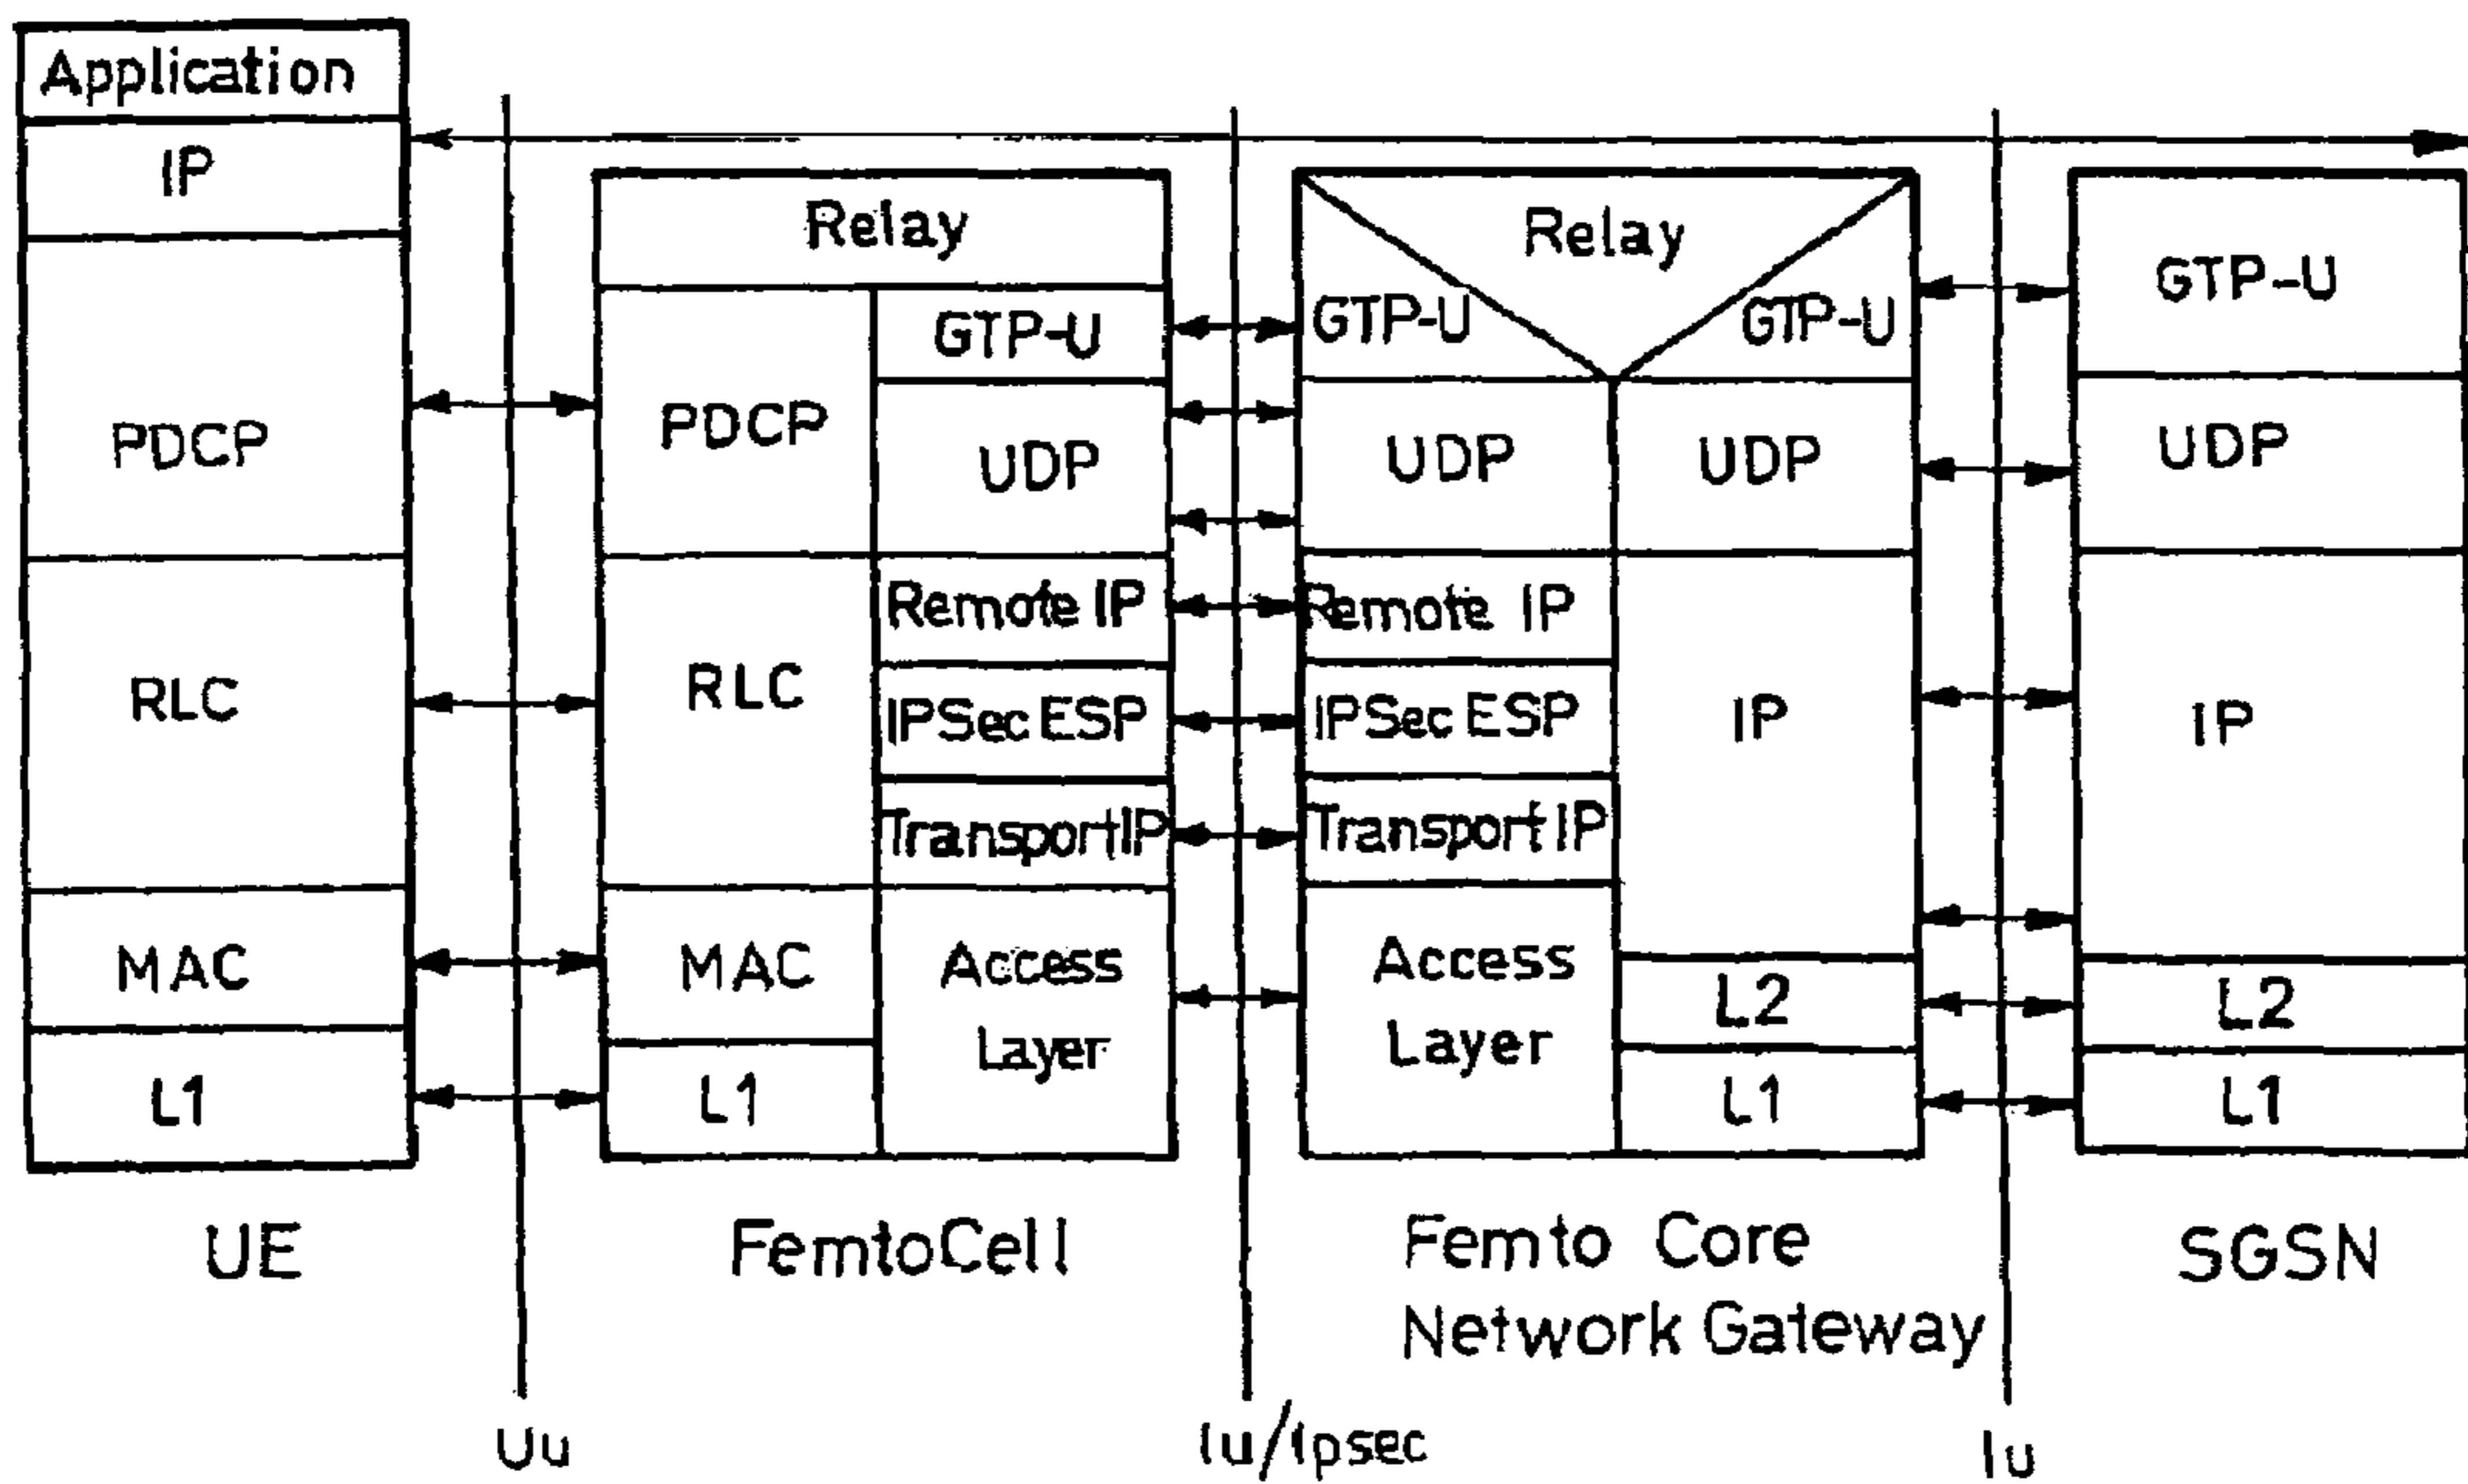 Application
IP
PDCP
RLC
MAC
L1
Relay
PDCP
RLC
MAC
L1
GTP-U
UDP
Remote IP
IPSec ESP
Transport IP
Access
Layer
Relay
GTP-U
GTP-U
UDP
Remote IP
IPSec ESP
Transport IP
Access
Layer
UDP
IP
L2
L1
GTP-U
UDP
IP
L2
L1
UE
FemtoCell
Femto Core
Network Gateway
SGSN
Uu
Iu/Ipsec
Iu